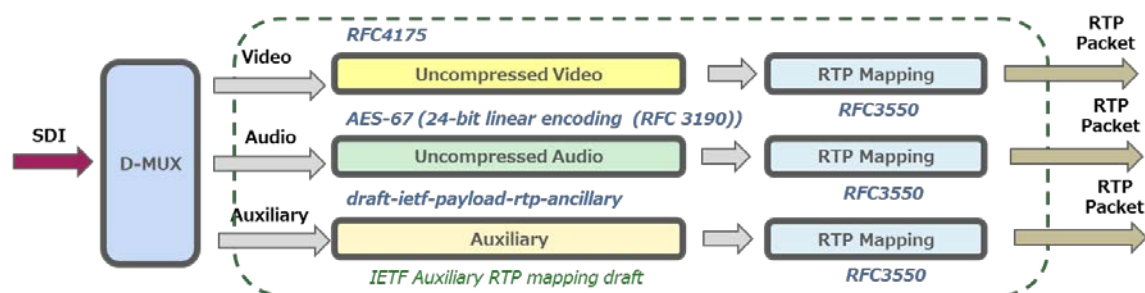 RFC4175
Video
Uncompressed Video
RTP Mapping
RTP
Packet
RFC3550
SDI
D-MUX
AES-67 (24-bit linear encoding (RFC 3190))
Audio
Uncompressed Audio
RTP Mapping
RTP
Packet
RFC3550
draft-ietf-payload-rtp-ancillary
Auxiliary
Auxiliary
RTP Mapping
RTP
Packet
IETF Auxiliary RTP mapping draft
RFC3550